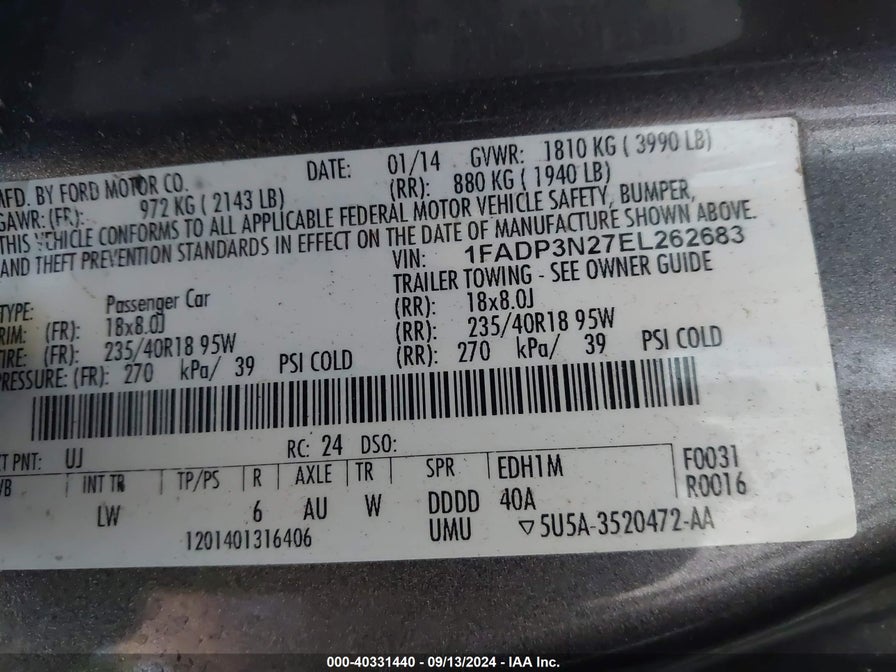 MFD. BY FORD MOTOR CO. DATE: 01/14 GVWR: 1810 KG ( 3990 LB)
GAWR: (FR): 972 KG ( 2143 LB) (RR): 880 KG ( 1940 LB)
THIS VEHICLE CONFORMS TO ALL APPLICABLE FEDERAL MOTOR VEHICLE SAFETY, BUMPER,
AND THEFT PREVENTION STANDARDS IN EFFECT ON THE DATE OF MANUFACTURE SHOWN ABOVE.
VIN: 1FADP3N27EL262683
TRAILER TOWING - SEE OWNER GUIDE
TYPE: Passenger Car
RIM: (FR): 18x8.0J (RR): 18x8.0J
TIRE: (FR): 235/40R18 95W (RR): 235/40R18 95W
PRESSURE: (FR): 270 kPa/ 39 PSI COLD (RR): 270 kPa/ 39 PSI COLD
PNT: UJ RC: 24 DSO:
INT TR TP/PS R AXLE TR SPR EDH1M F0031
LW 6 AU W DDDD 40A R0016
1201401316406 UMU ▽5U5A-3520472-AA
000-40331440 - 09/13/2024 - IAA Inc.